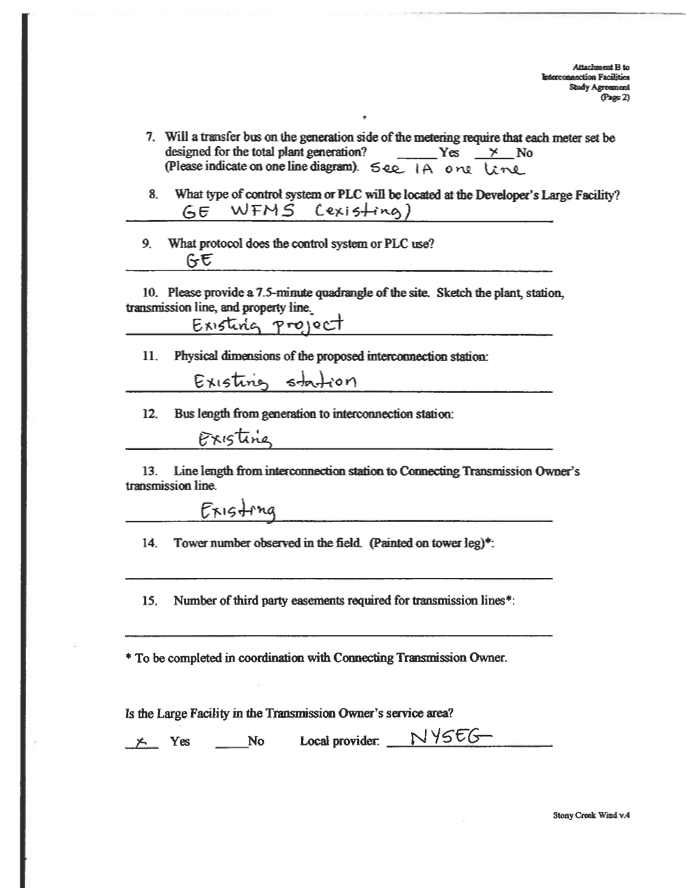 Attachment B to
Interconnection Facilities
Study Agreement
(Page 2)
7. Will a transfer bus on the generation side of the metering require that each meter set be
designed for the total plant generation? ______ Yes __x__ No
(Please indicate on one line diagram). See IA one line
8. What type of control system or PLC will be located at the Developer's Large Facility?
GE WFMS (existing)
9. What protocol does the control system or PLC use?
GE
10. Please provide a 7.5-minute quadrangle of the site. Sketch the plant, station,
transmission line, and property line.
Existing project
11. Physical dimensions of the proposed interconnection station:
Existing station
12. Bus length from generation to interconnection station:
Existing
13. Line length from interconnection station to Connecting Transmission Owner's
transmission line.
Existing
14. Tower number observed in the field. (Painted on tower leg)*:
15. Number of third party easements required for transmission lines*:
* To be completed in coordination with Connecting Transmission Owner.
Is the Large Facility in the Transmission Owner's service area?
__x__ Yes _____No Local provider: NYSEG
Stony Creek Wind v.4